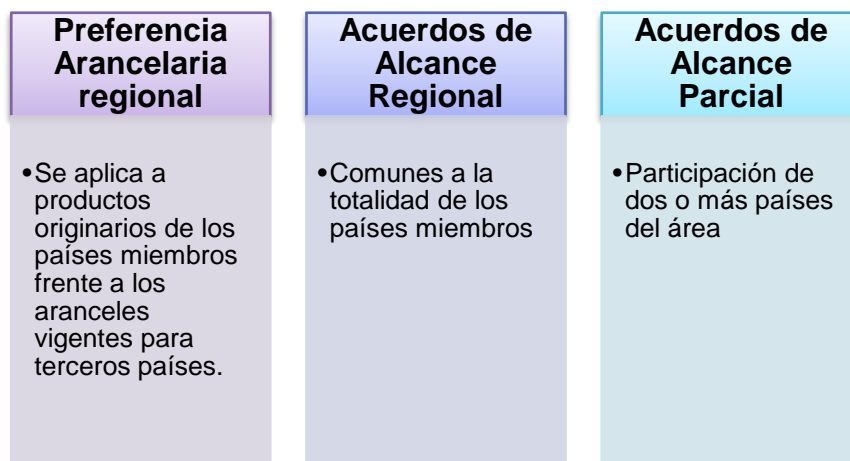 Preferencia
Arancelaria
regional
•Se aplica a
productos
originarios de los
países miembros
frente a los
aranceles
vigentes para
terceros países.
Acuerdos de
Alcance
Regional
•Comunes a la
totalidad de los
países miembros
Acuerdos de
Alcance
Parcial
•Participación de
dos o más países
del área